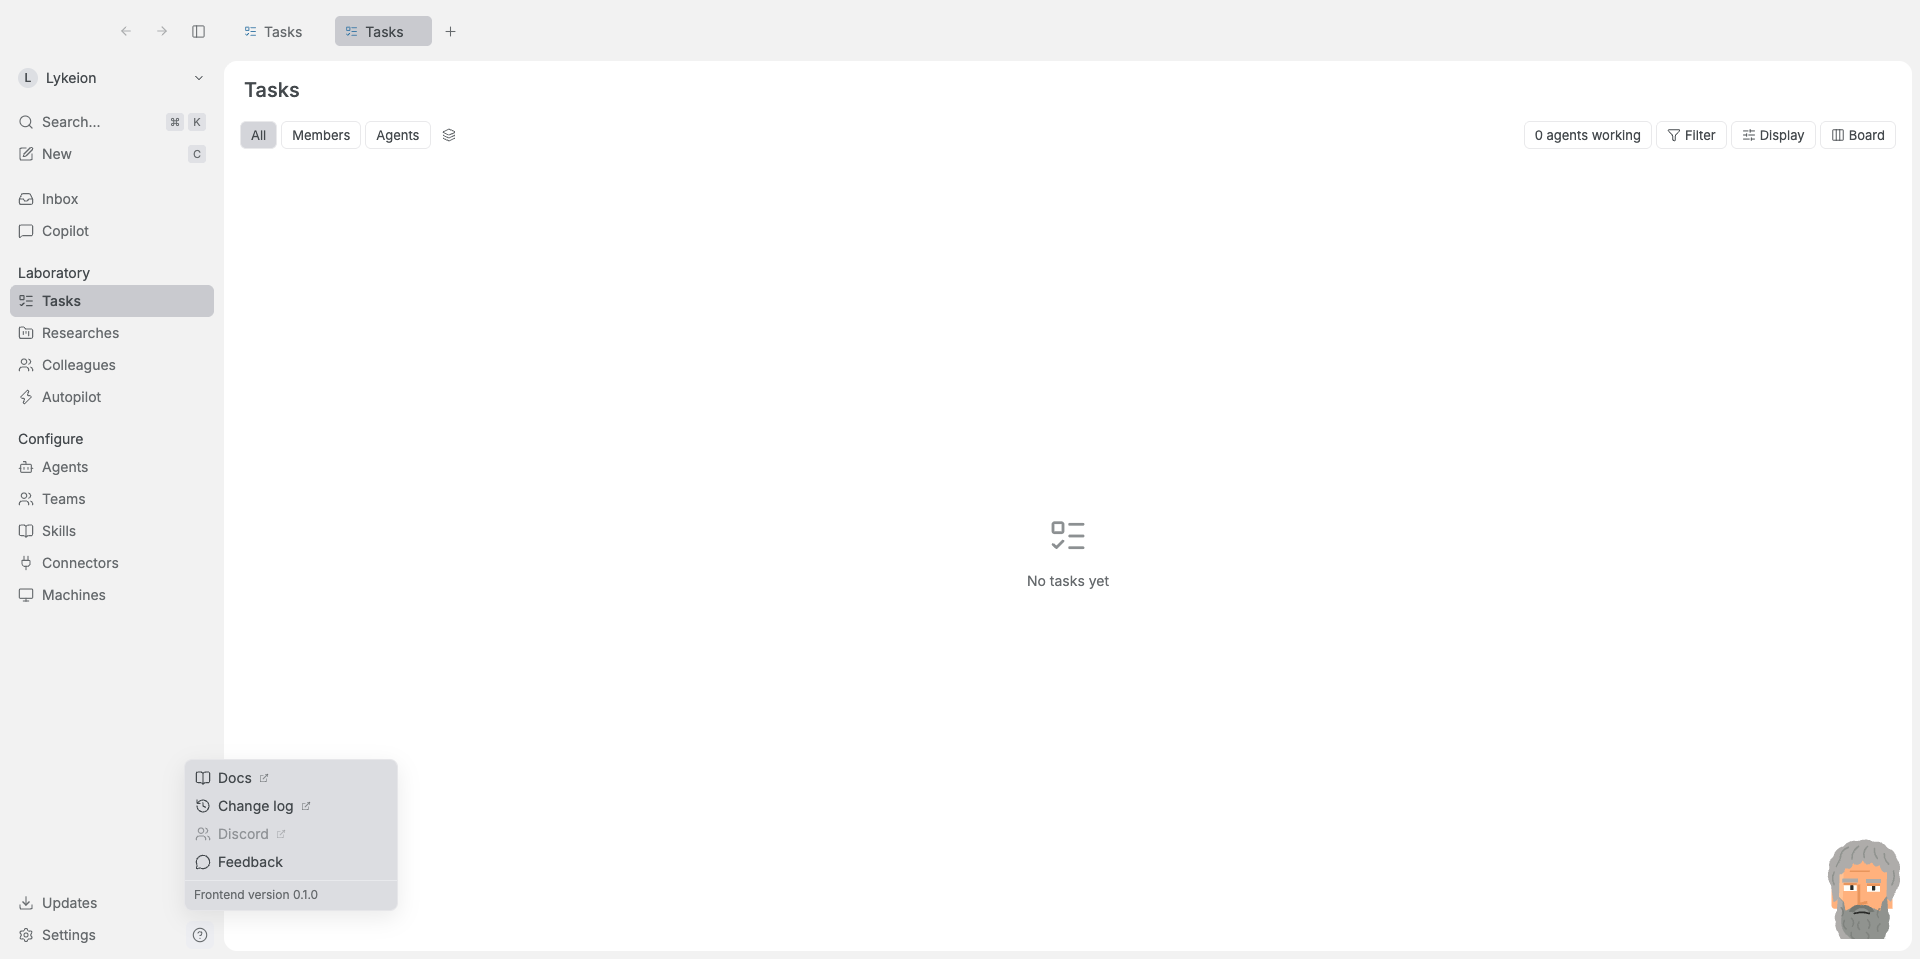 Tasks
Tasks
L Lykeion
Search... ⌘ K
New C
Inbox
Copilot
Laboratory
Tasks
Researches
Colleagues
Autopilot
Configure
Agents
Teams
Skills
Connectors
Machines
Updates
Settings
Tasks
All Members Agents
0 agents working Filter Display Board
No tasks yet
Docs
Change log
Discord
Feedback
Frontend version 0.1.0